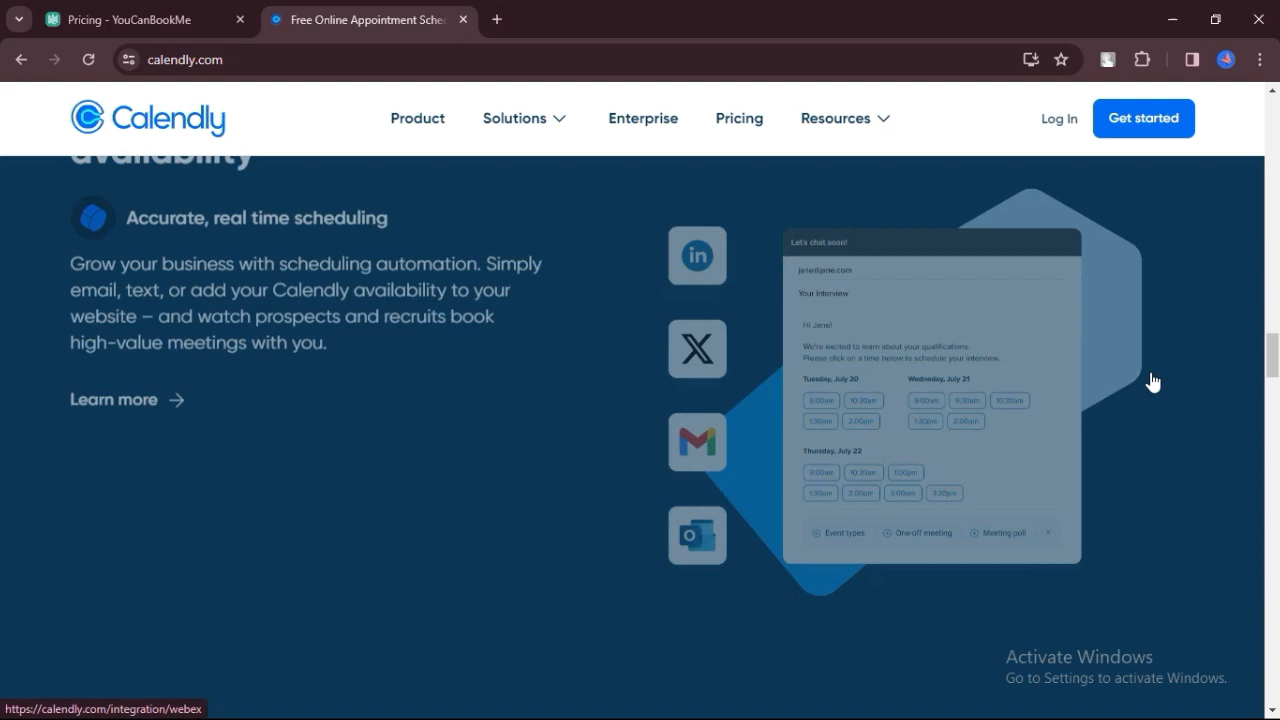 Pricing - YouCanBookMe
Free Online Appointment Sche
calendly.com
Calendly
Product
Solutions
Enterprise
Pricing
Resources
Log In
Get started
availability
Accurate, real time scheduling
Grow your business with scheduling automation. Simply
email, text, or add your Calendly availability to your
website – and watch prospects and recruits book
high-value meetings with you.
Learn more
in
Let's chat soon!
jane@jane.com
Your Interview
Hi Jane!
We're excited to learn about your qualifications.
Please click on a time below to schedule your interview.
Tuesday, July 20
Wednesday, July 21
9:00am 10:30am
9:00am 9:30am 10:30am
1:30pm 2:00pm
1:30pm 2:00pm
Thursday, July 22
9:00am 10:30am 1:00pm
1:30am 2:00pm 3:00pm 3:30pm
Event types
One-off meeting
Meeting poll
Activate Windows
Go to Settings to activate Windows.
https://calendly.com/integration/webex